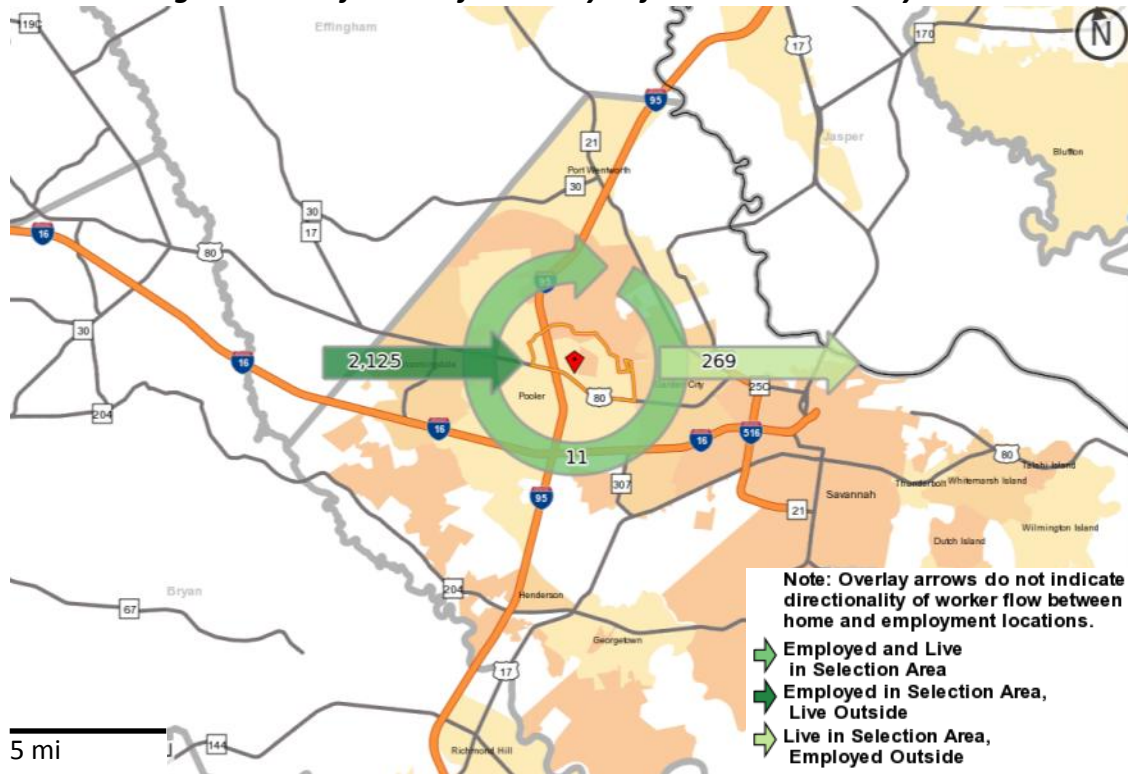 19C
Effingham
17
170
N
95
Jasper
21
Port Wentworth
Bluffton
30
30
17
16
80
95
30
2,125
269
16
Garden City
25C
Pooler
80
204
16
11
16
516
80
307
Talahi Island
Thunderbolt
Whitemarsh Island
95
Savannah
21
Wilmington Island
Dutch Island
Bryan
67
204
Henderson
Georgetown
17
144
Richmond Hill
5 mi
Note: Overlay arrows do not indicate
directionality of worker flow between
home and employment locations.
Employed and Live
in Selection Area
Employed in Selection Area,
Live Outside
Live in Selection Area,
Employed Outside